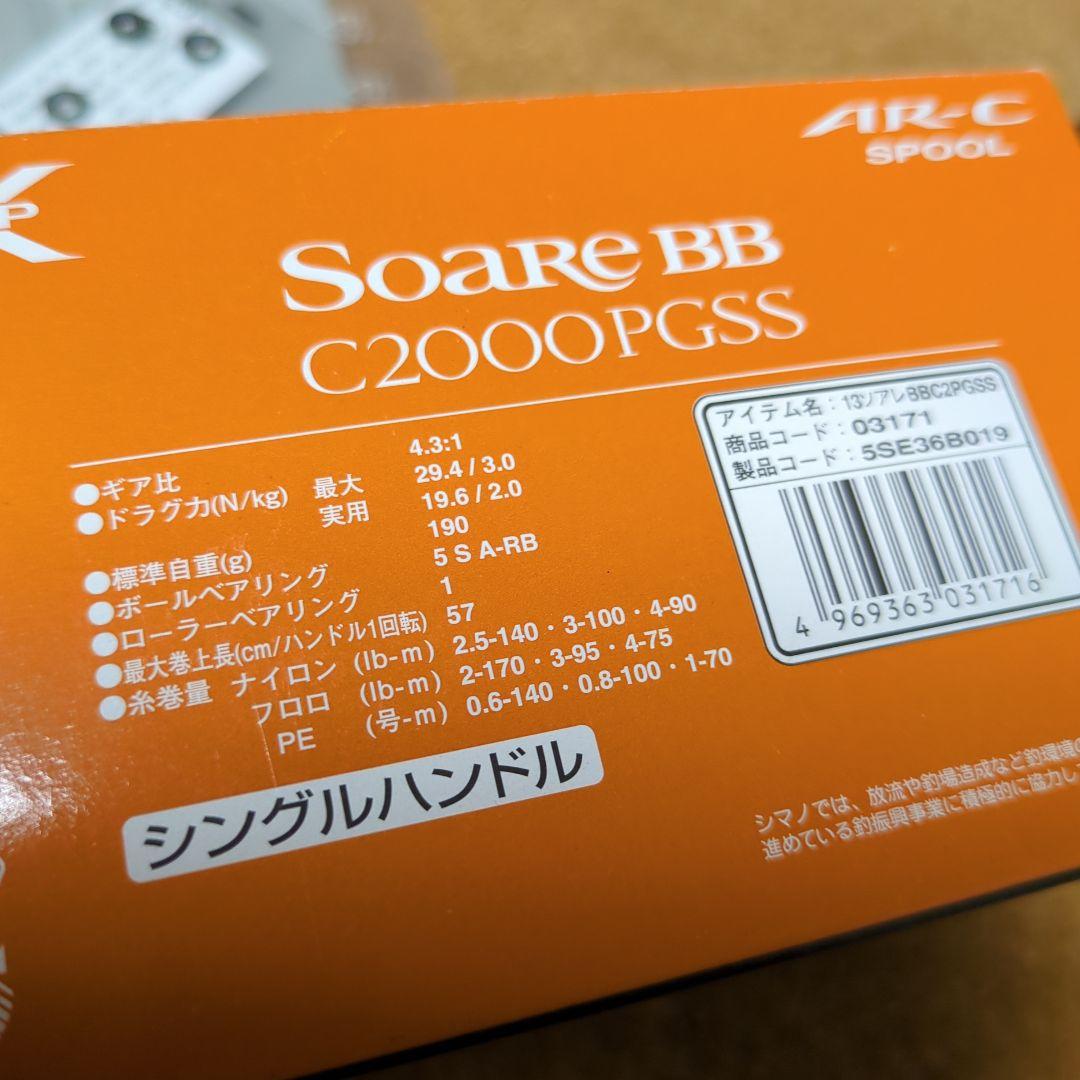 AR-C
SPOOL
P
Soare BB
C2000PGSS
アイテム名：13ソアレBBC2PGSS
商品コード：03171
製品コード：5SE36B019
4 969363 031716
●ギア比 4.3:1
●ドラグ力(N/kg) 最大 29.4 / 3.0
実用 19.6 / 2.0
●標準自重(g) 190
●ボールベアリング 5 S A-RB
●ローラーベアリング 1
●最大巻上長(cm/ハンドル1回転) 57
●糸巻量 ナイロン (lb-m) 2.5-140・3-100・4-90
フロロ (lb-m) 2-170・3-95・4-75
PE (号-m) 0.6-140・0.8-100・1-70
シングルハンドル
シマノでは、放流や釣場造成など釣環境
進めている釣振興事業に積極的に協力し